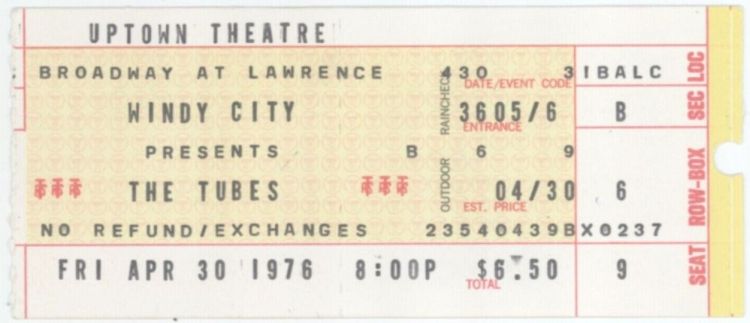 UPTOWN THEATRE
BROADWAY AT LAWRENCE 430 3 1BALC
DATE/EVENT CODE
WINDY CITY 3605/6 B
ENTRANCE
PRESENTS B 6 9
THE TUBES 04/30 6
EST. PRICE
NO REFUND/EXCHANGES 23540439BX0237
FRI APR 30 1976 8:00P $6.50 9
TOTAL
RAINCHECK
OUTDOOR
SEC LOC
ROW-BOX
SEAT